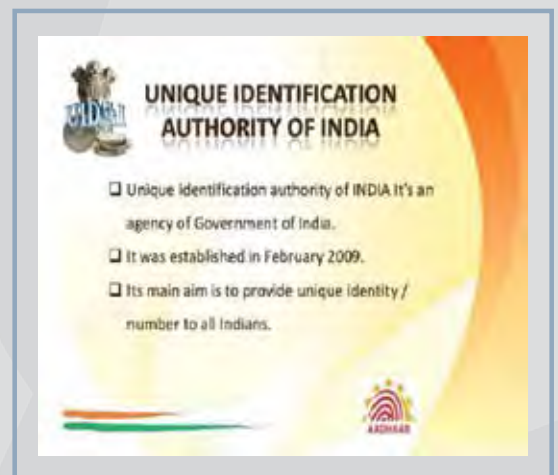 UNIQUE IDENTIFICATION
AUTHORITY OF INDIA
Unique identification authority of INDIA It's an
agency of Government of India.
It was established in February 2009.
Its main aim is to provide unique identity /
number to all Indians.
AADHAAR